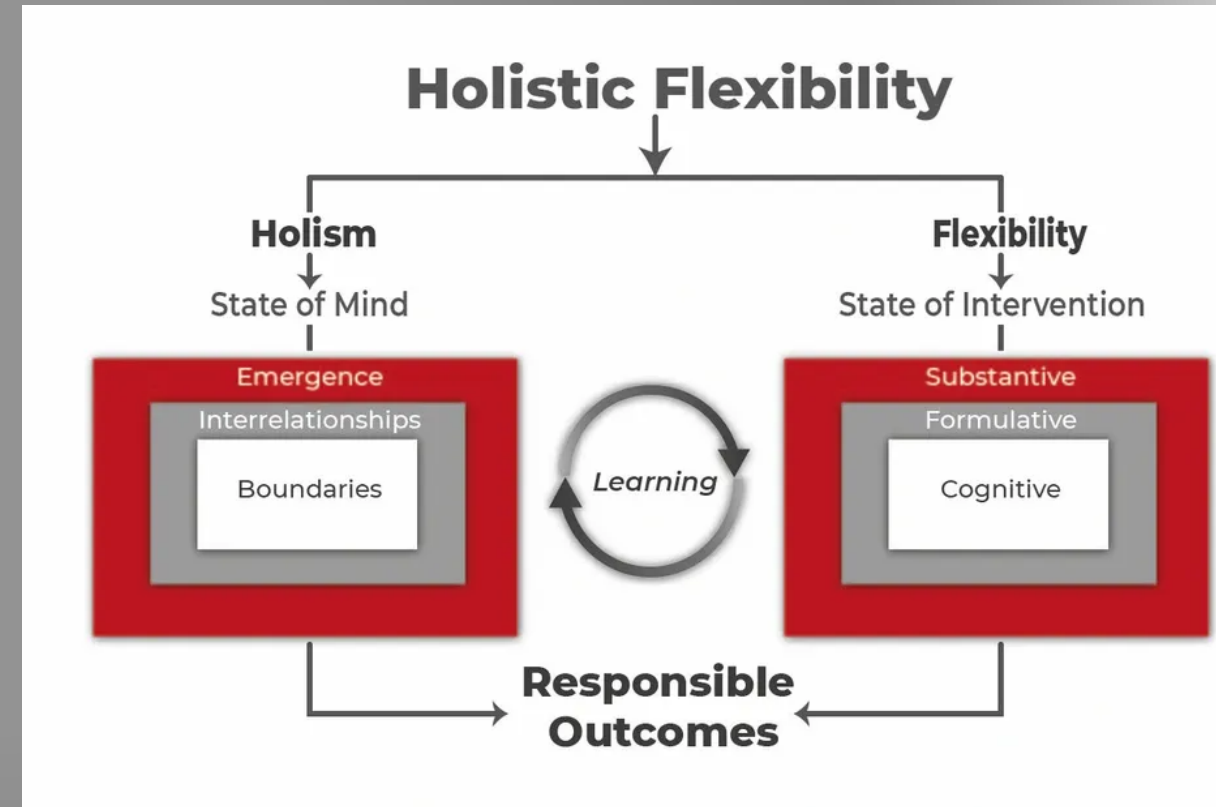 Holistic Flexibility
Holism
Flexibility
State of Mind
State of Intervention
Emergence
Interrelationships
Boundaries
Learning
Substantive
Formulative
Cognitive
Responsible
Outcomes